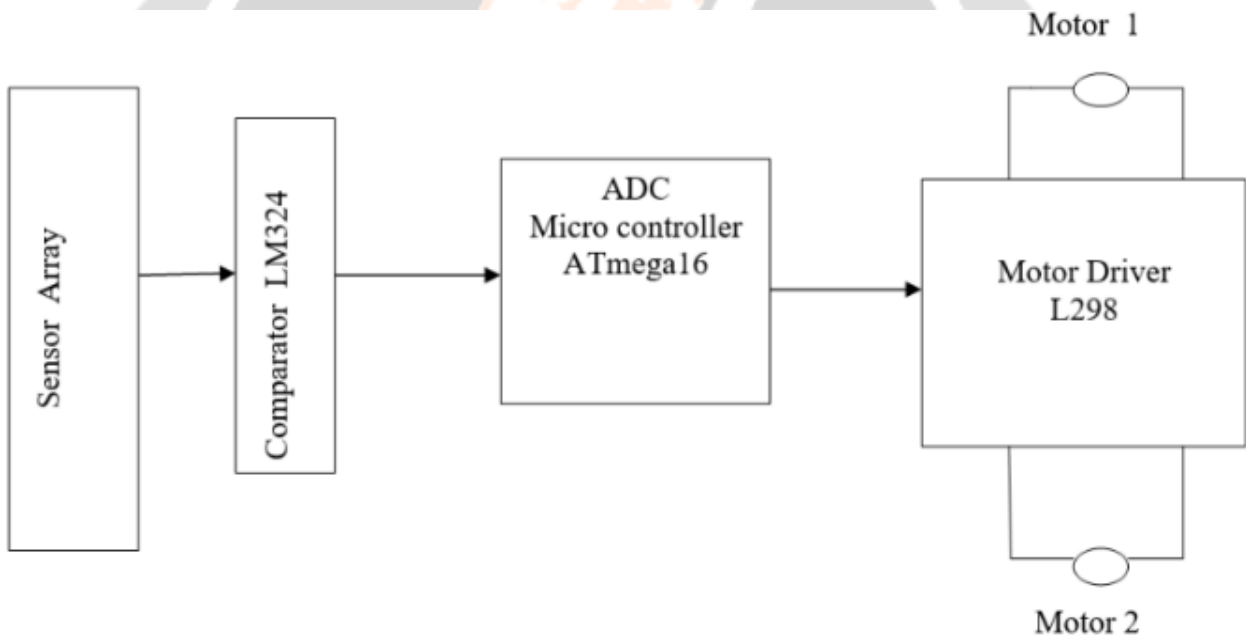 Motor 1
Sensor Array
Comparator LM324
ADC
Micro controller
ATmega16
Motor Driver
L298
Motor 2